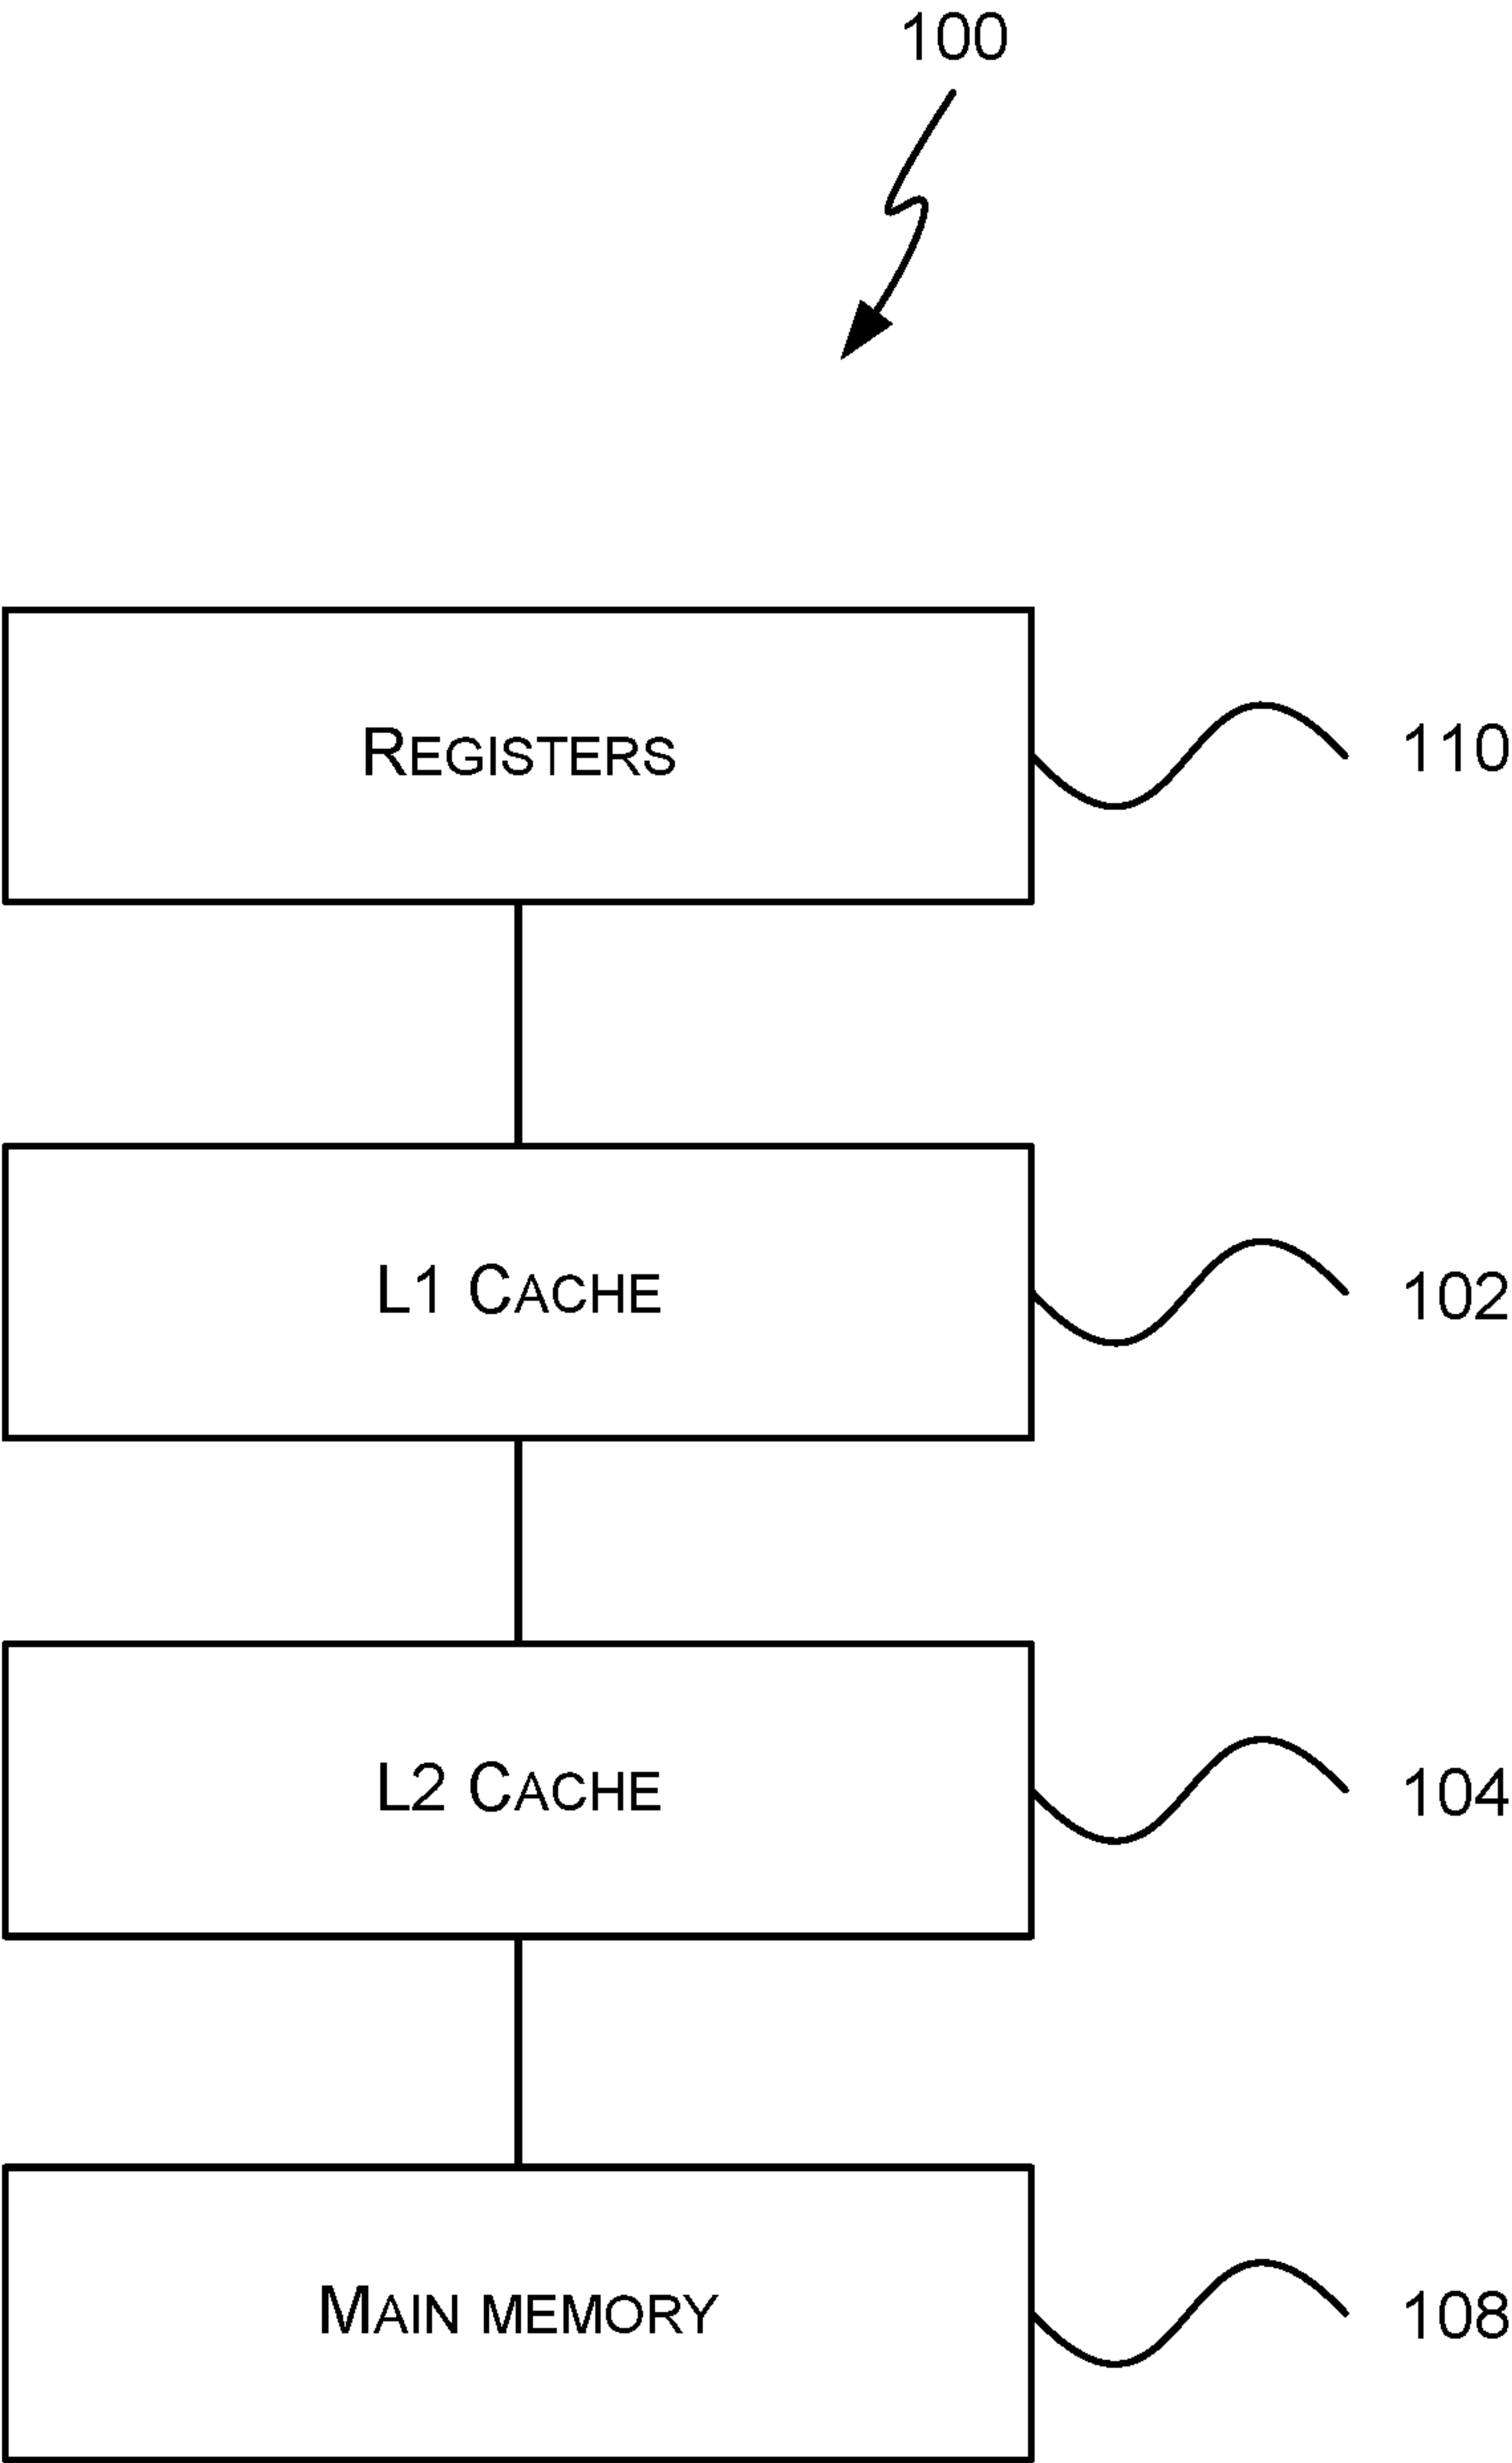 100
REGISTERS
110
L1 CACHE
102
L2 CACHE
104
MAIN MEMORY
108